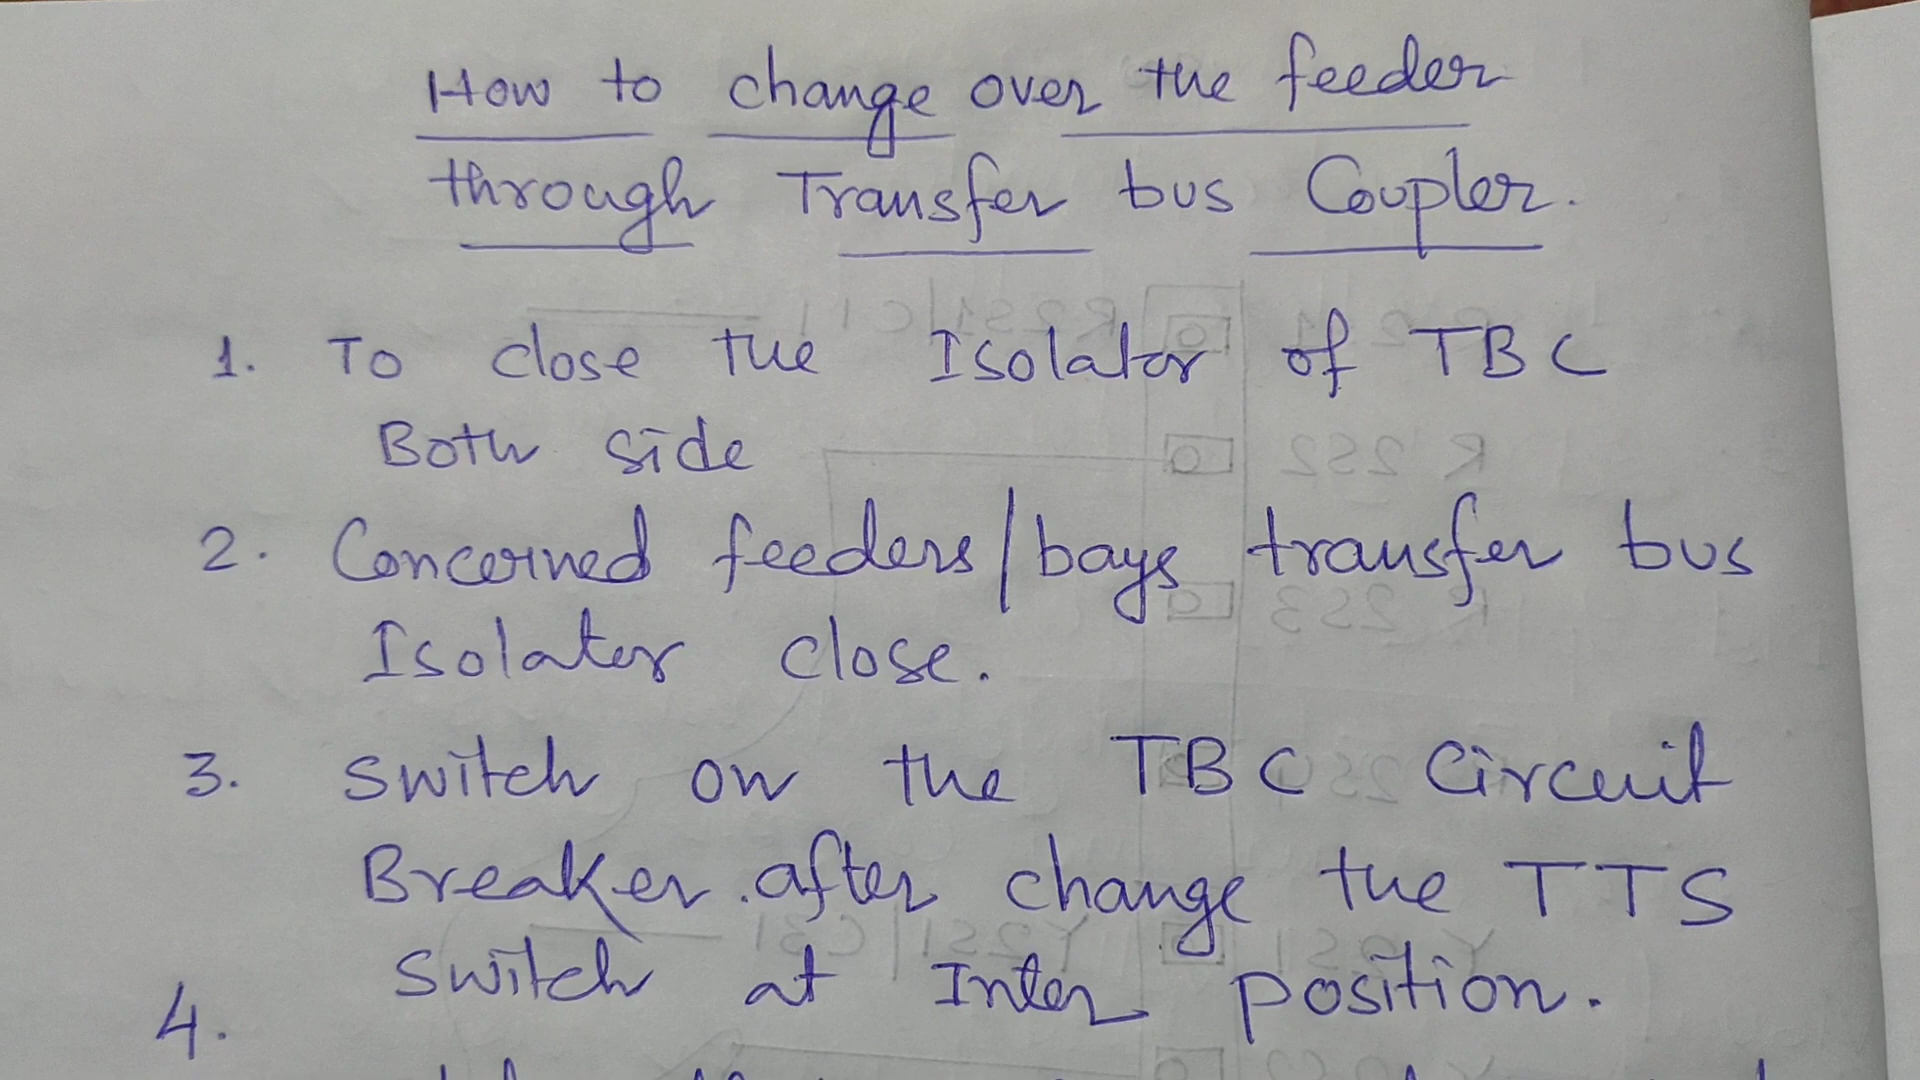 How to change over the feeder
through Transfer bus Coupler.
1. To close the Isolator of TBC
Both side
2. Concerned feeders/bays transfer bus
Isolator close.
3. Switch on the TBC Circuit
Breaker. after change the TTS
Switch at Inter position.
4.